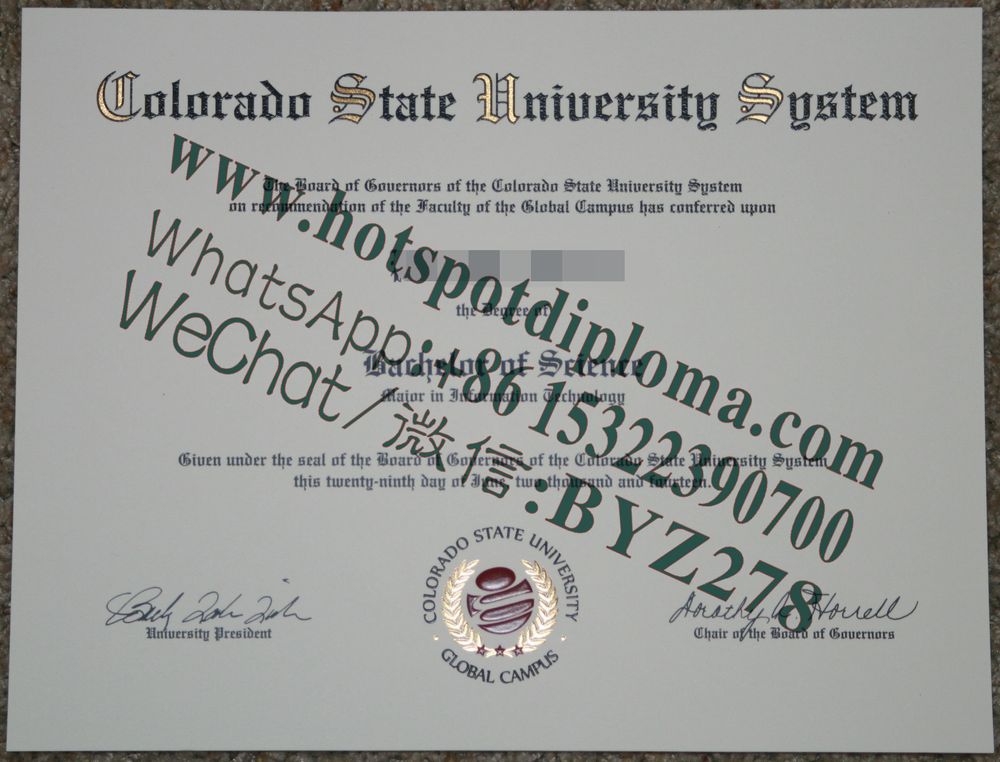 Colorado State University System
The Board of Governors of the Colorado State University System
on recommendation of the Faculty of the Global Campus has conferred upon
the Degree of
Bachelor of Science
Major in Information Technology
Given under the seal of the Board of Governors of the Colorado State University System
this twenty-ninth day of June, two thousand and fourteen.
www.hotspotdiploma.com
WhatsApp:+86 15322390700
WeChat/微信:BYZ278
COLORADO STATE UNIVERSITY
GLOBAL CAMPUS
University President
Dorothy A. Horrell
Chair of the Board of Governors